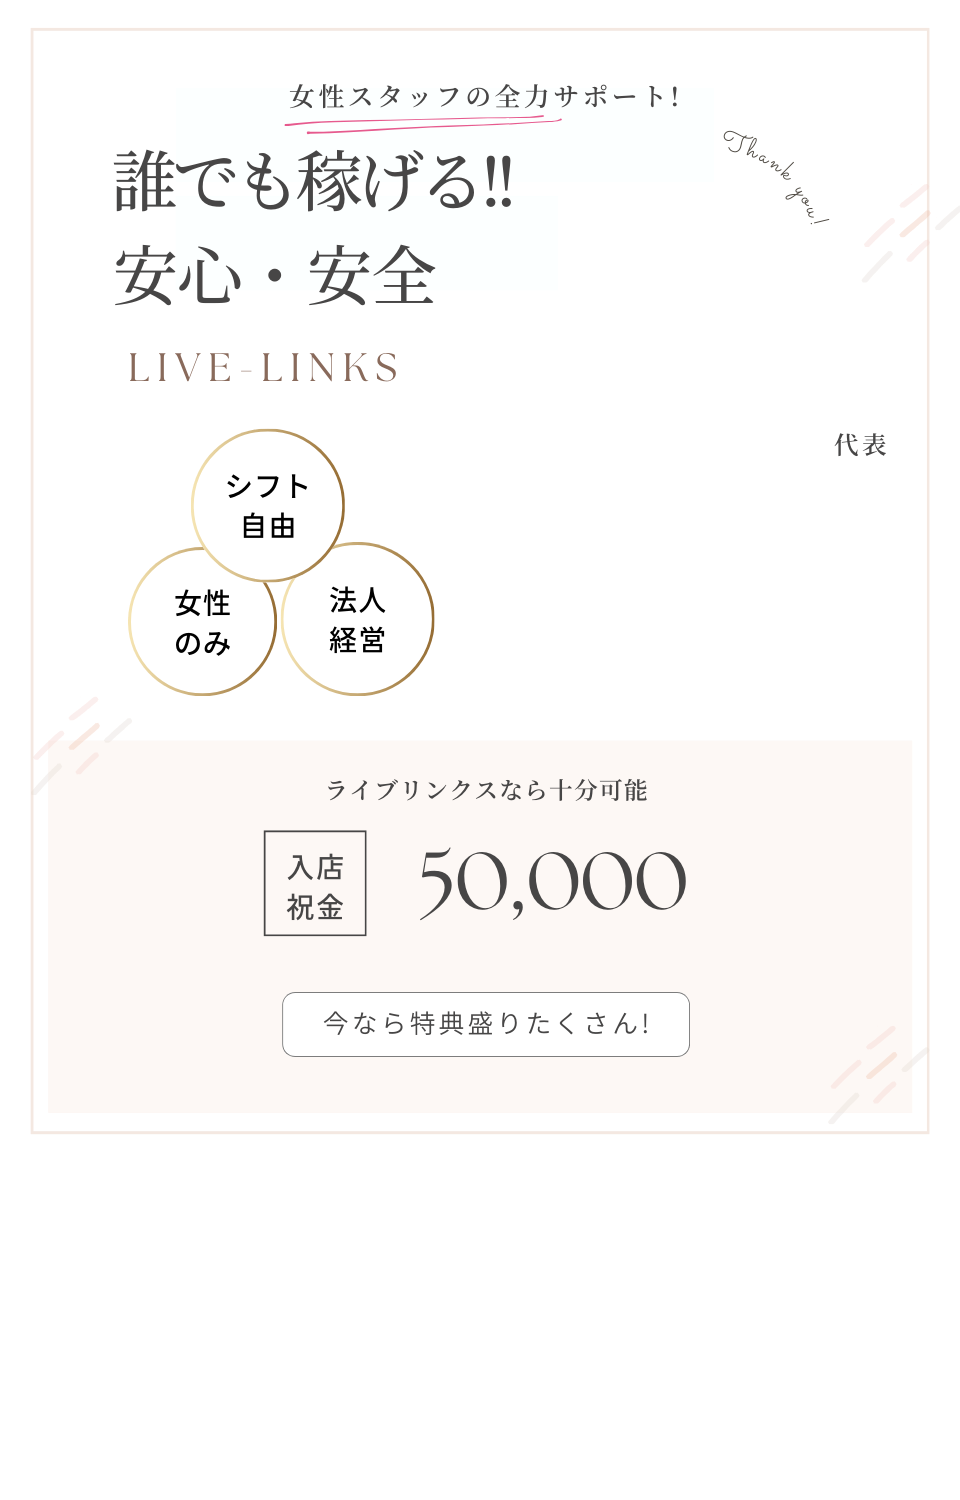 女性スタッフの全力サポート!
Thank you!
誰でも稼げる!!
安心・安全
LIVE-LINKS
代表
シフト
自由
女性
のみ
法人
経営
ライブリンクスなら十分可能
入店
祝金
50,000
今なら特典盛りたくさん!